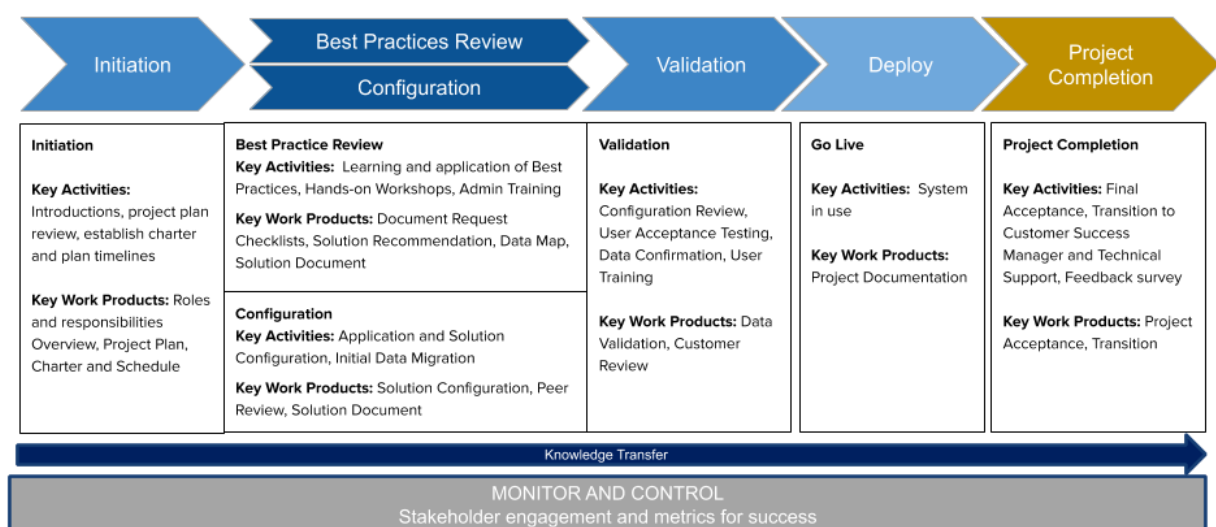 Initiation
Best Practices Review
Configuration
Validation
Deploy
Project
Completion
Initiation
Key Activities:
Introductions, project plan
review, establish charter
and plan timelines
Key Work Products: Roles
and responsibilities
Overview, Project Plan,
Charter and Schedule
Best Practice Review
Key Activities: Learning and application of Best
Practices, Hands-on Workshops, Admin Training
Key Work Products: Document Request
Checklists, Solution Recommendation, Data Map,
Solution Document
Configuration
Key Activities: Application and Solution
Configuration, Initial Data Migration
Key Work Products: Solution Configuration, Peer
Review, Solution Document
Validation
Key Activities:
Configuration Review,
User Acceptance Testing,
Data Confirmation, User
Training
Key Work Products: Data
Validation, Customer
Review
Go Live
Key Activities: System
in use
Key Work Products:
Project Documentation
Project Completion
Key Activities: Final
Acceptance, Transition to
Customer Success
Manager and Technical
Support, Feedback survey
Key Work Products: Project
Acceptance, Transition
Knowledge Transfer
MONITOR AND CONTROL
Stakeholder engagement and metrics for success